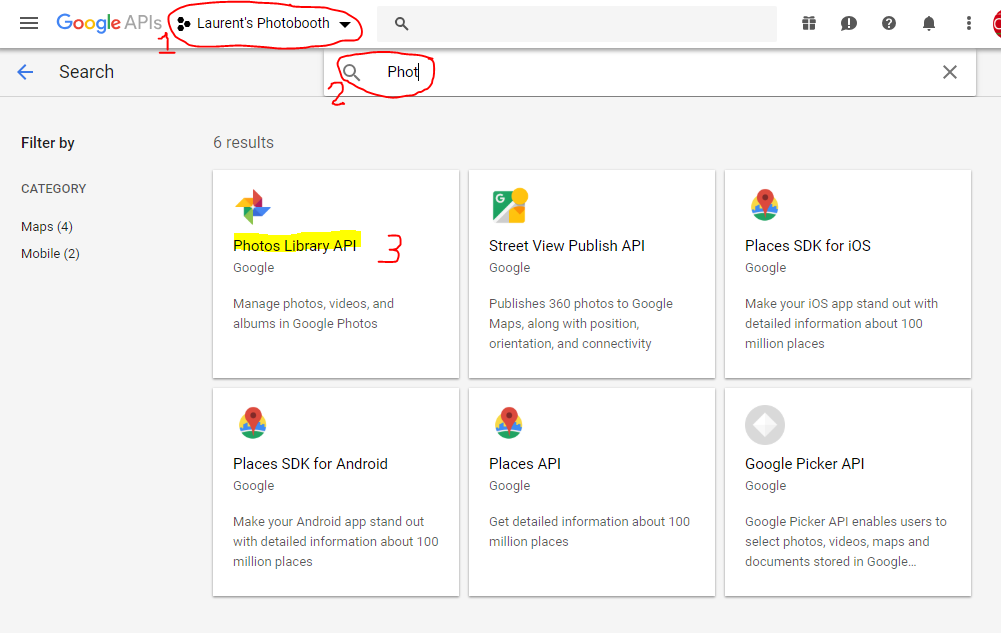 Google APIs Laurent's Photobooth
1
Search Phot
2
Filter by
6 results
CATEGORY
Maps (4)
Mobile (2)
Photos Library API
3
Google
Manage photos, videos, and
albums in Google Photos
Street View Publish API
Google
Publishes 360 photos to Google
Maps, along with position,
orientation, and connectivity
Places SDK for iOS
Google
Make your iOS app stand out with
detailed information about 100
million places
Places SDK for Android
Google
Make your Android app stand out
with detailed information about 100
million places
Places API
Google
Get detailed information about 100
million places
Google Picker API
Google
Google Picker API enables users to
select photos, videos, maps and
documents stored in Google...